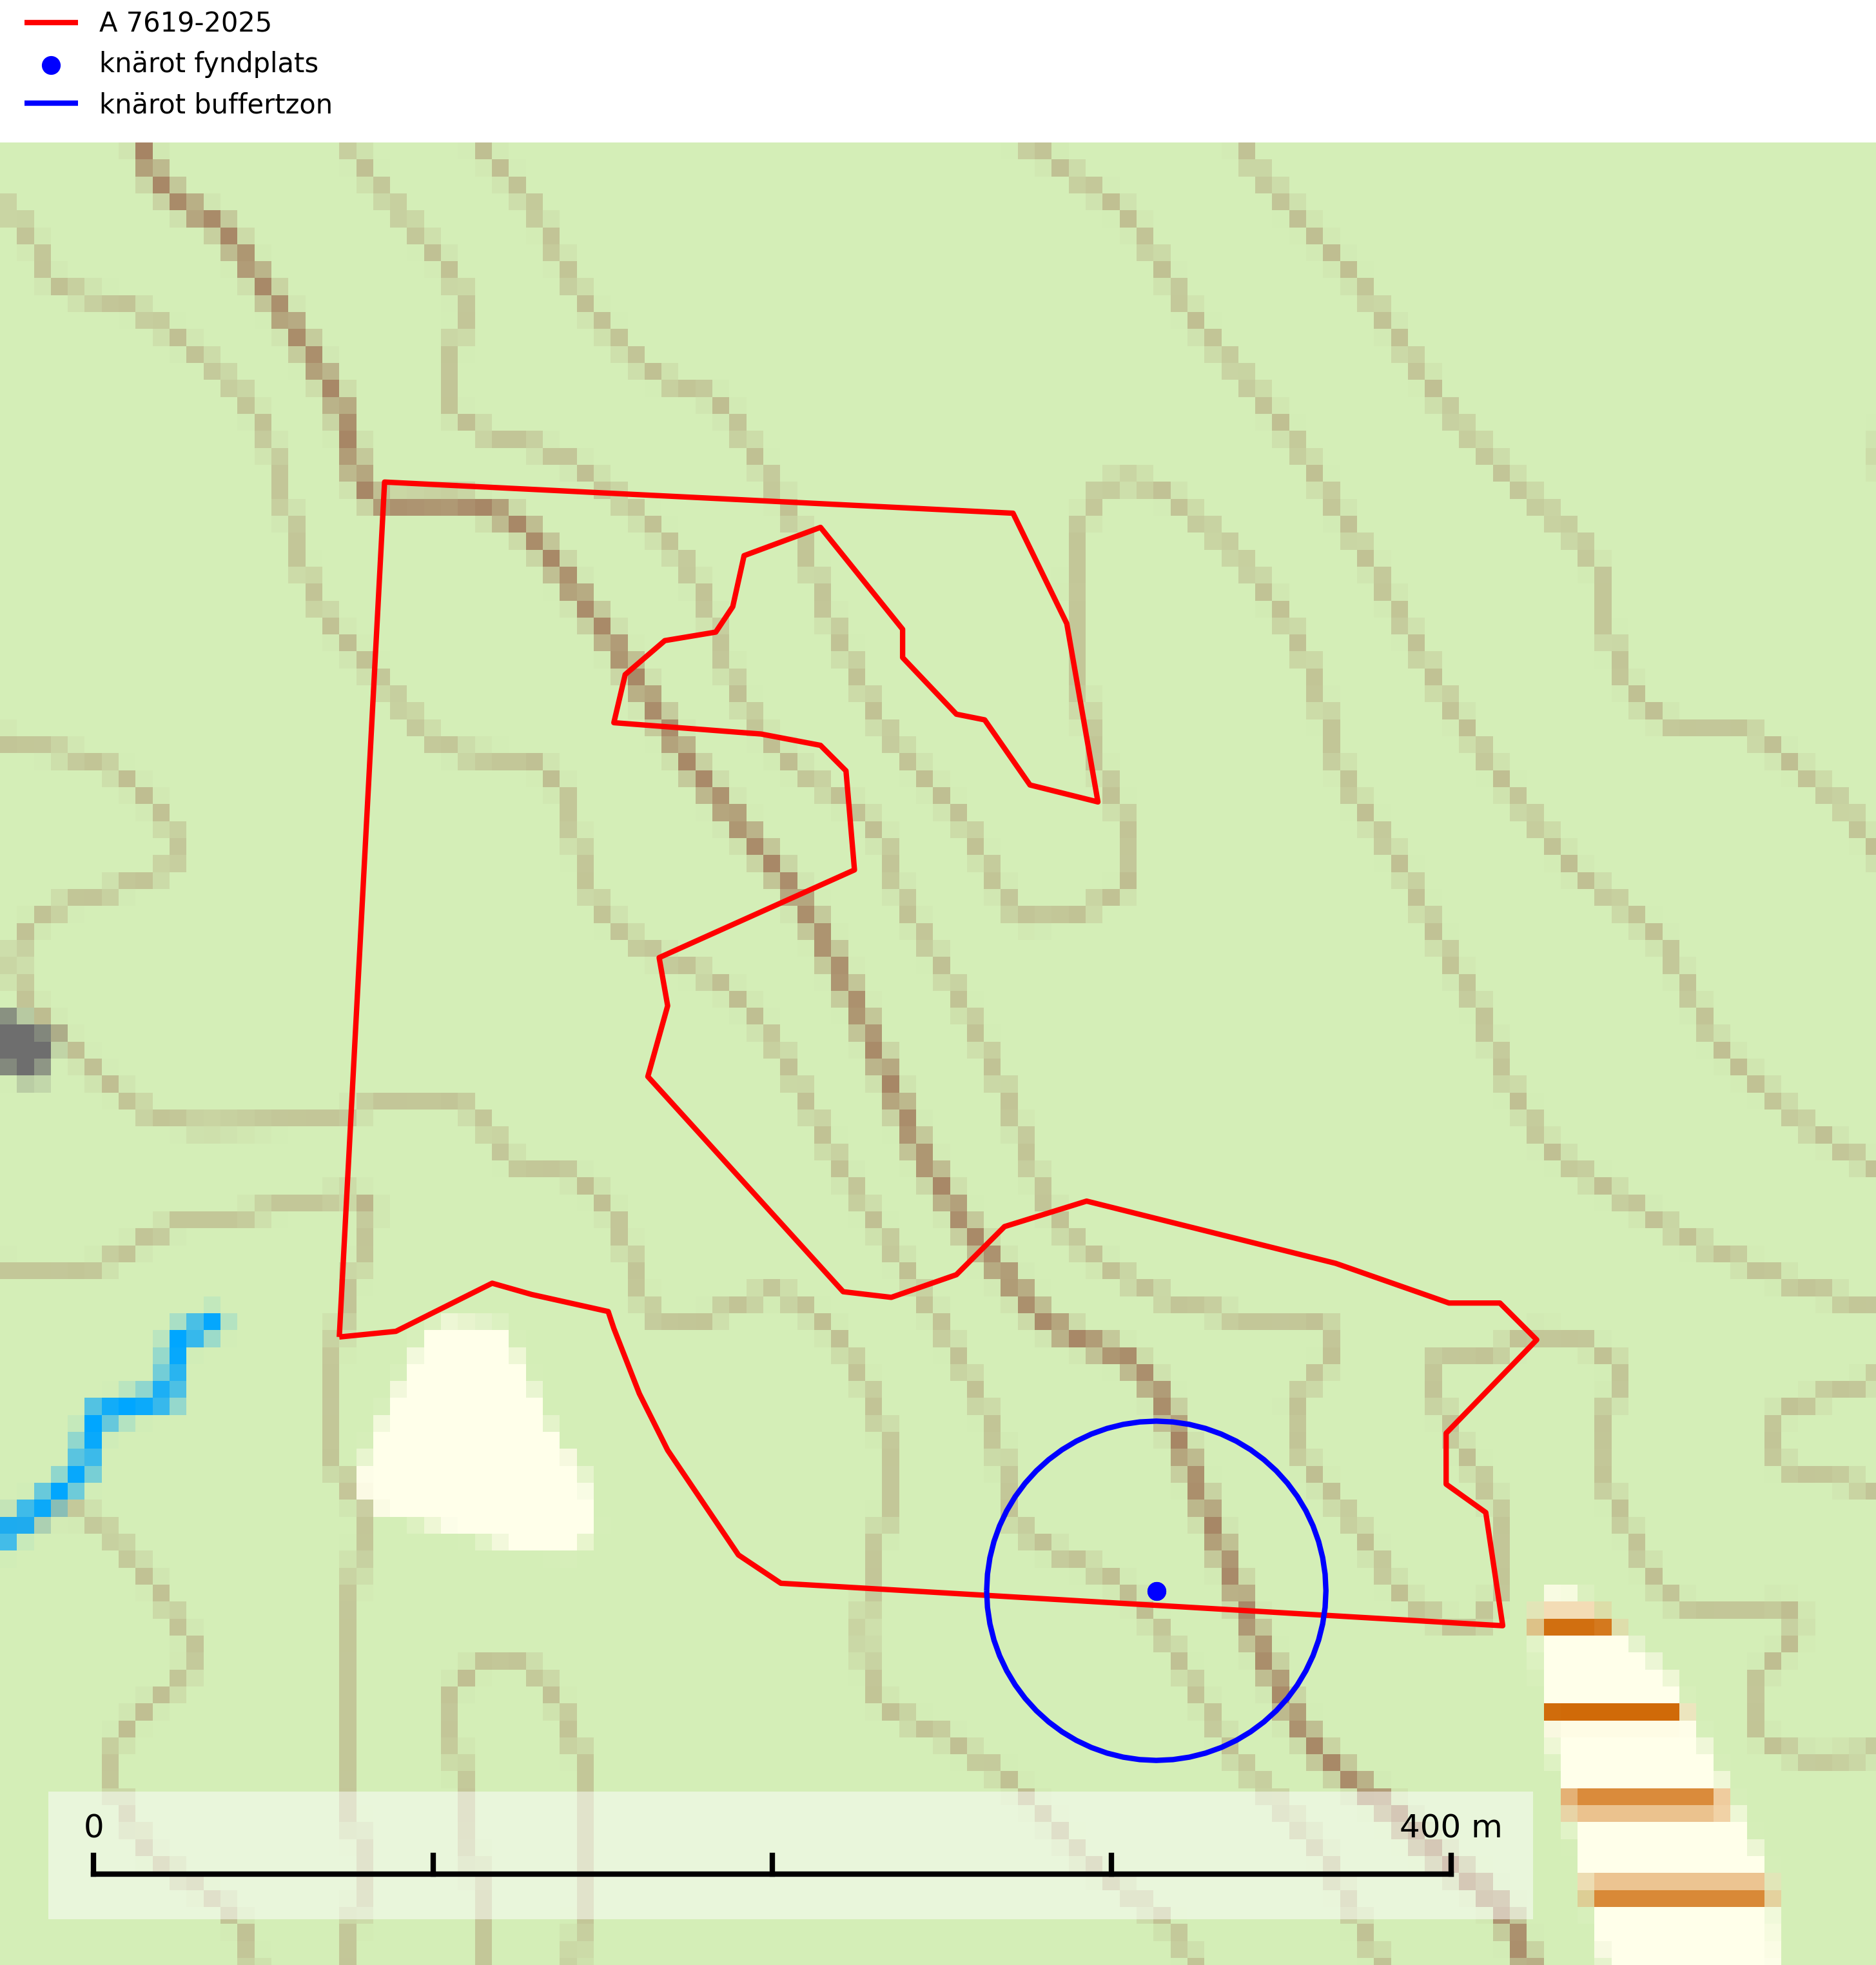 A 7619-2025
knärot fyndplats
knärot buffertzon
0
400 m